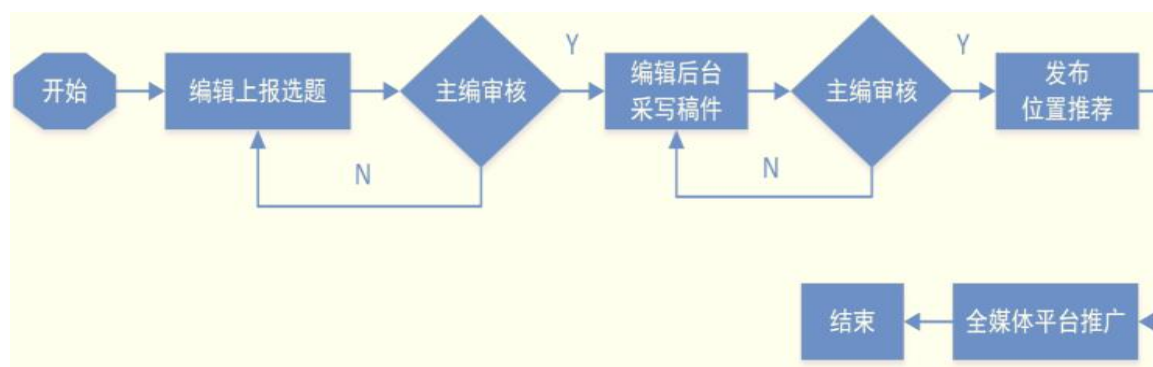 开始
编辑上报选题
主编审核
Y
N
编辑后台
采写稿件
主编审核
Y
N
发布
位置推荐
全媒体平台推广
结束